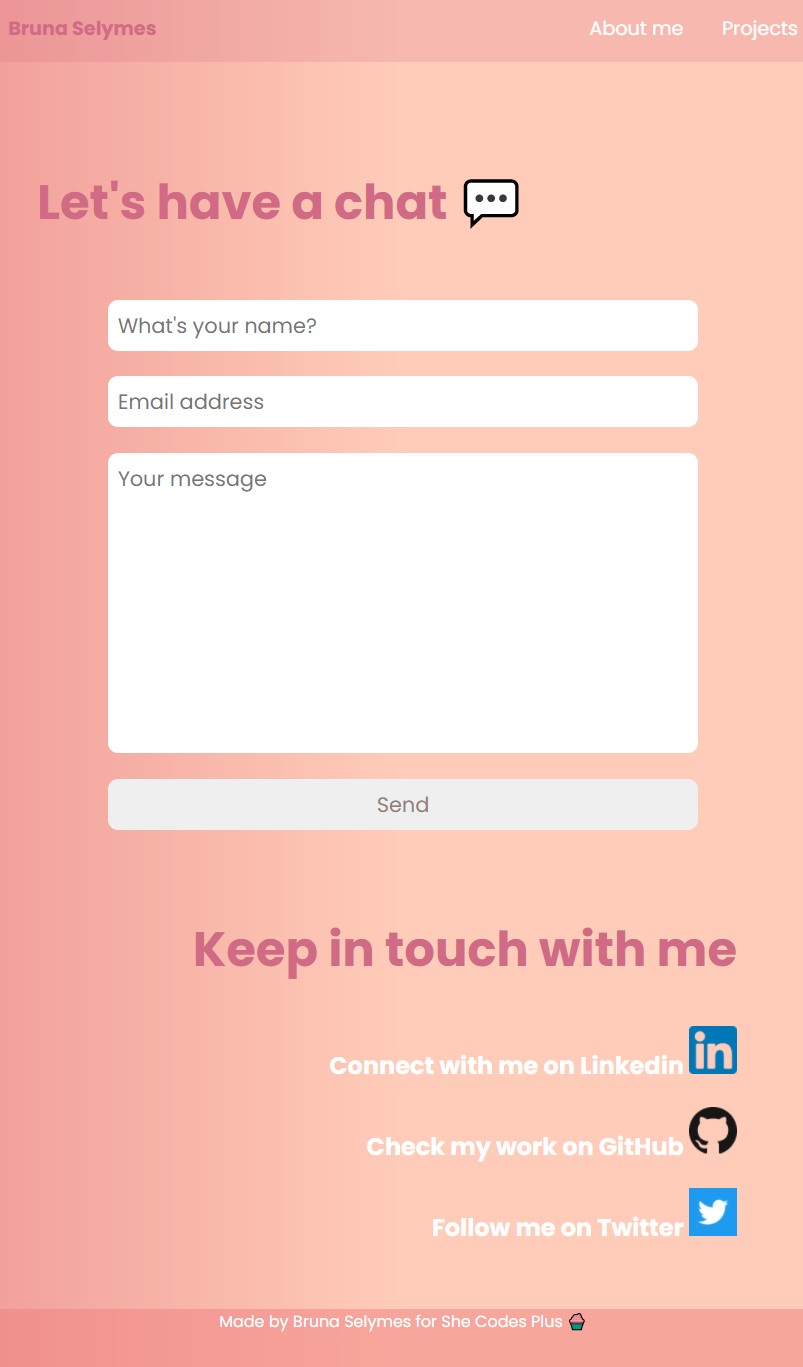 Bruna Selymes About me Projects
Let's have a chat
What's your name?
Email address
Your message
Send
Keep in touch with me
Connect with me on Linkedin in
Check my work on GitHub
Follow me on Twitter
Made by Bruna Selymes for She Codes Plus